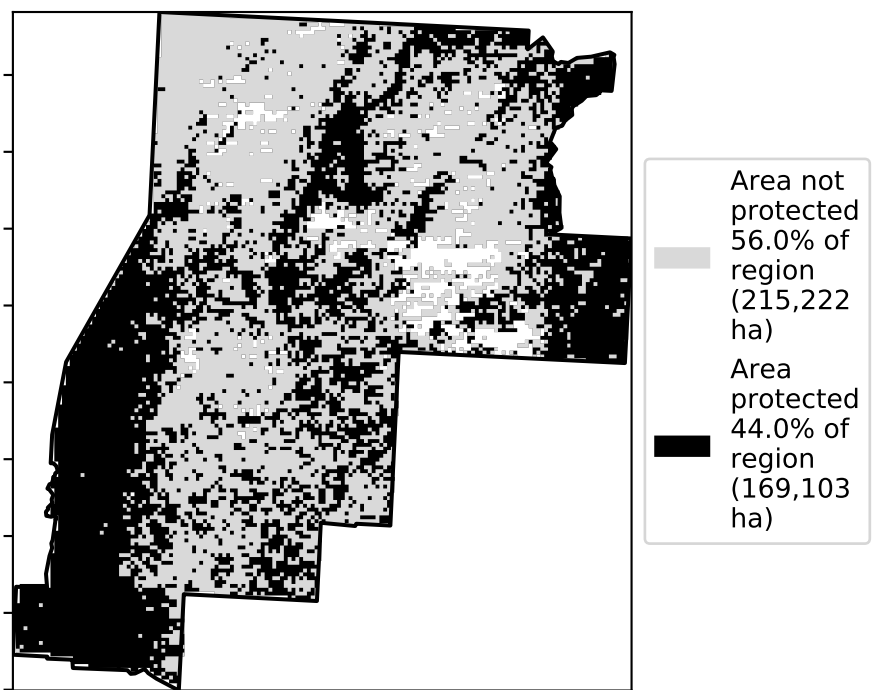 Area not
protected
56.0% of
region
(215,222
ha)
Area
protected
44.0% of
region
(169,103
ha)